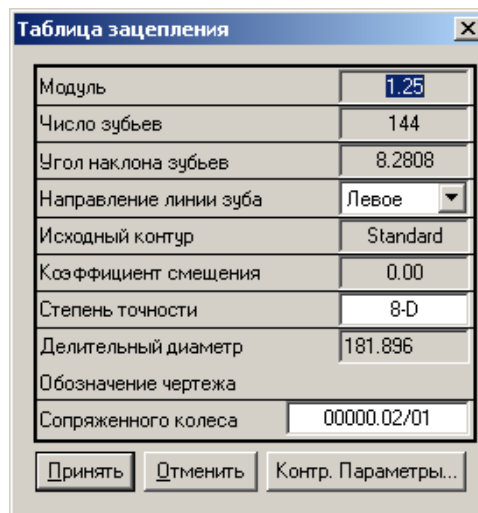 Таблица зацепления
Модуль 1.25
Число зубьев 144
Угол наклона зубьев 8.2808
Направление линии зуба Левое
Исходный контур Standard
Коэффициент смещения 0.00
Степень точности 8-D
Делительный диаметр 181.896
Обозначение чертежа
Сопряженного колеса 00000.02/01
Принять Отменить Контр. Параметры...